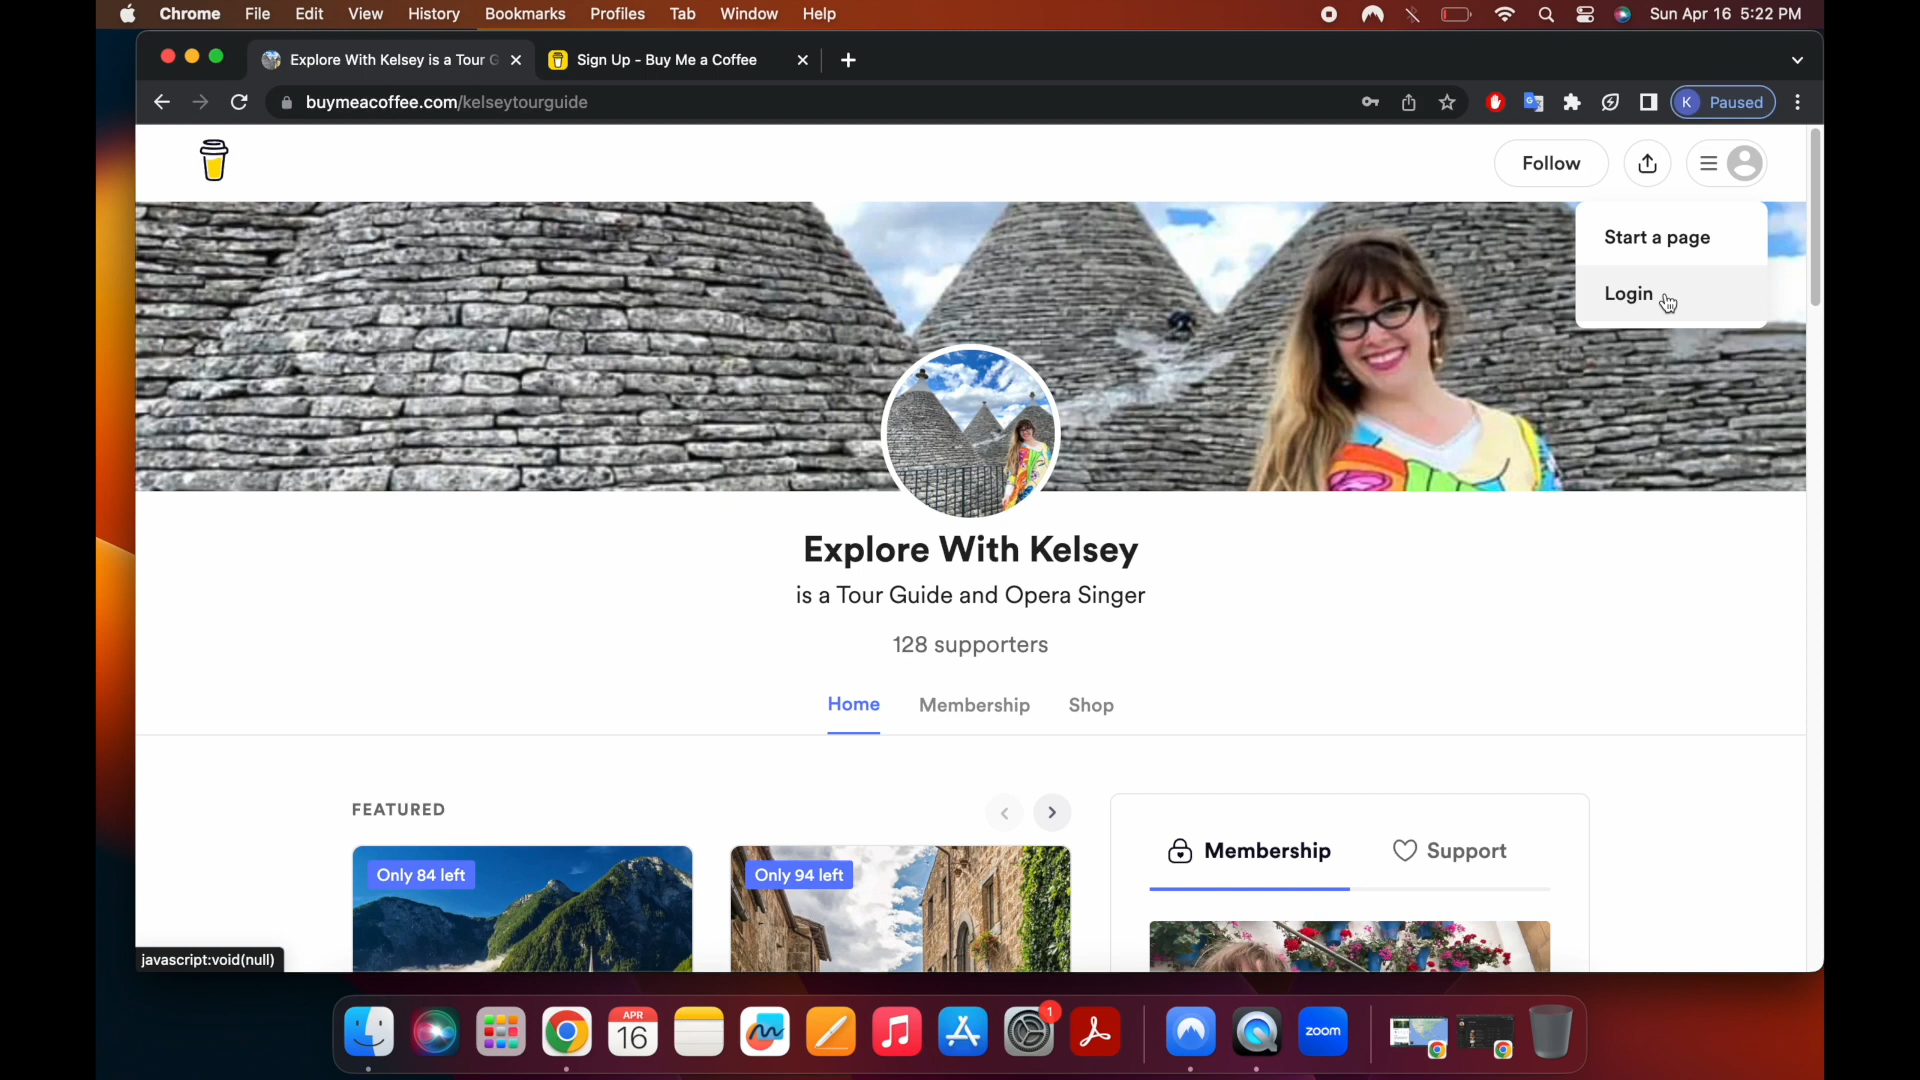 Chrome File Edit View History Bookmarks Profiles Tab Window Help Sun Apr 16 5:22 PM
Explore With Kelsey is a Tour G Sign Up - Buy Me a Coffee
buymeacoffee.com/kelseytourguide K Paused
Follow
Start a page
Login
Explore With Kelsey
is a Tour Guide and Opera Singer
128 supporters
Home Membership Shop
FEATURED
Membership Support
Only 84 left Only 94 left
javascript:void(null)
APR
16
1
zoom